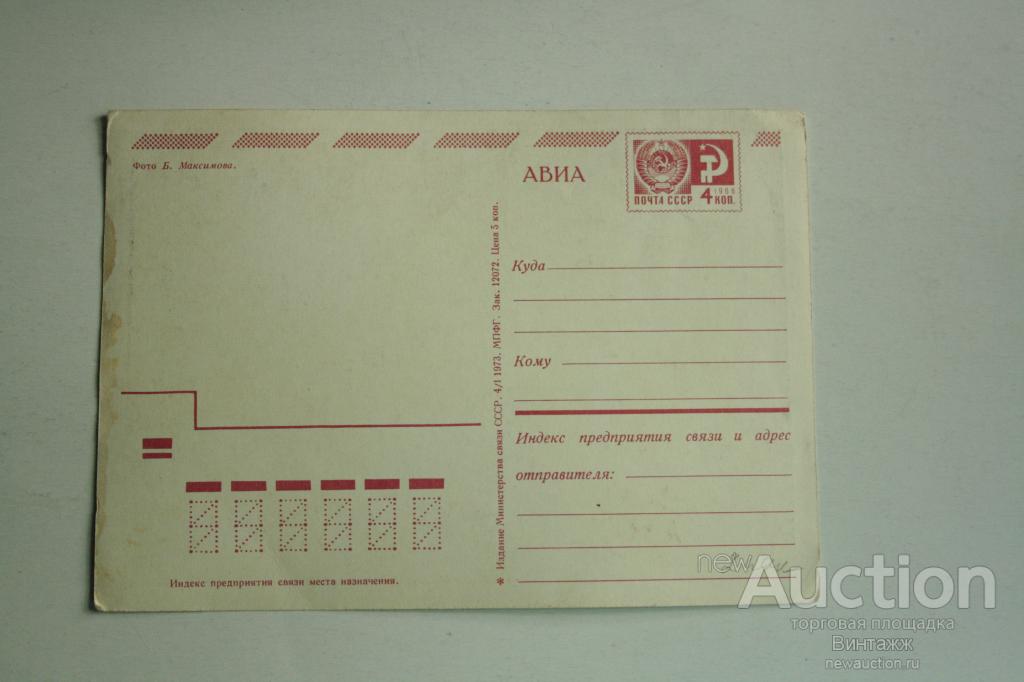 Фото Б. Максимова.
АВИА
ПОЧТА СССР
1966
4 КОП.
Издание Министерства связи СССР. 4/I 1973. МПФГ. Зак. 12072. Цена 5 коп.
Куда
Кому
Индекс предприятия связи и адрес
отправителя:
Индекс предприятия связи места назначения.
newAuction
торговая площадка
Винтажж
newauction.ru